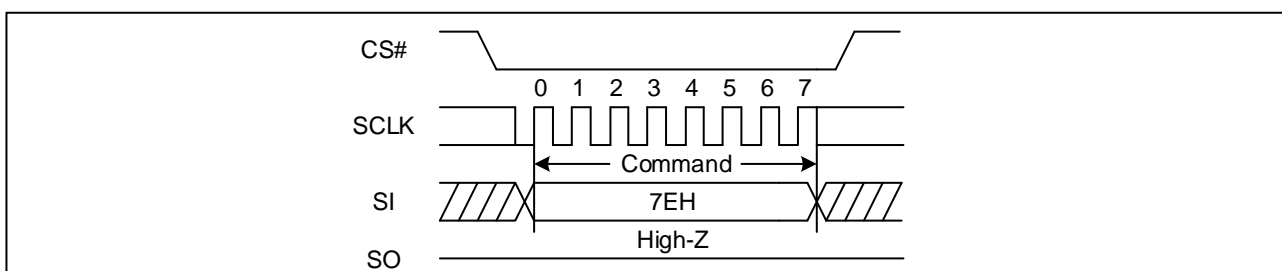 CS#
0 1 2 3 4 5 6 7
SCLK
Command
SI
7EH
High-Z
SO